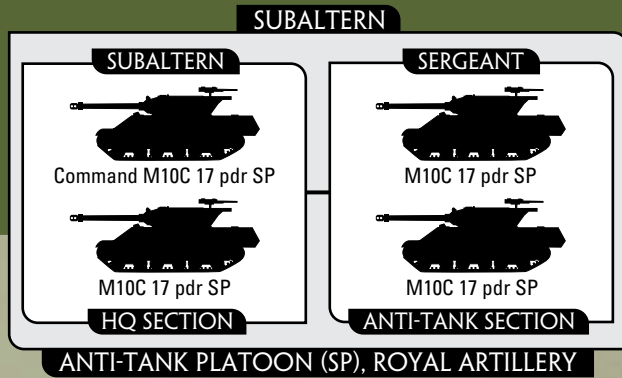 SUBALTERN
SUBALTERN
Command M10C 17 pdr SP
M10C 17 pdr SP
HQ SECTION
SERGEANT
M10C 17 pdr SP
M10C 17 pdr SP
ANTI-TANK SECTION
ANTI-TANK PLATOON (SP), ROYAL ARTILLERY